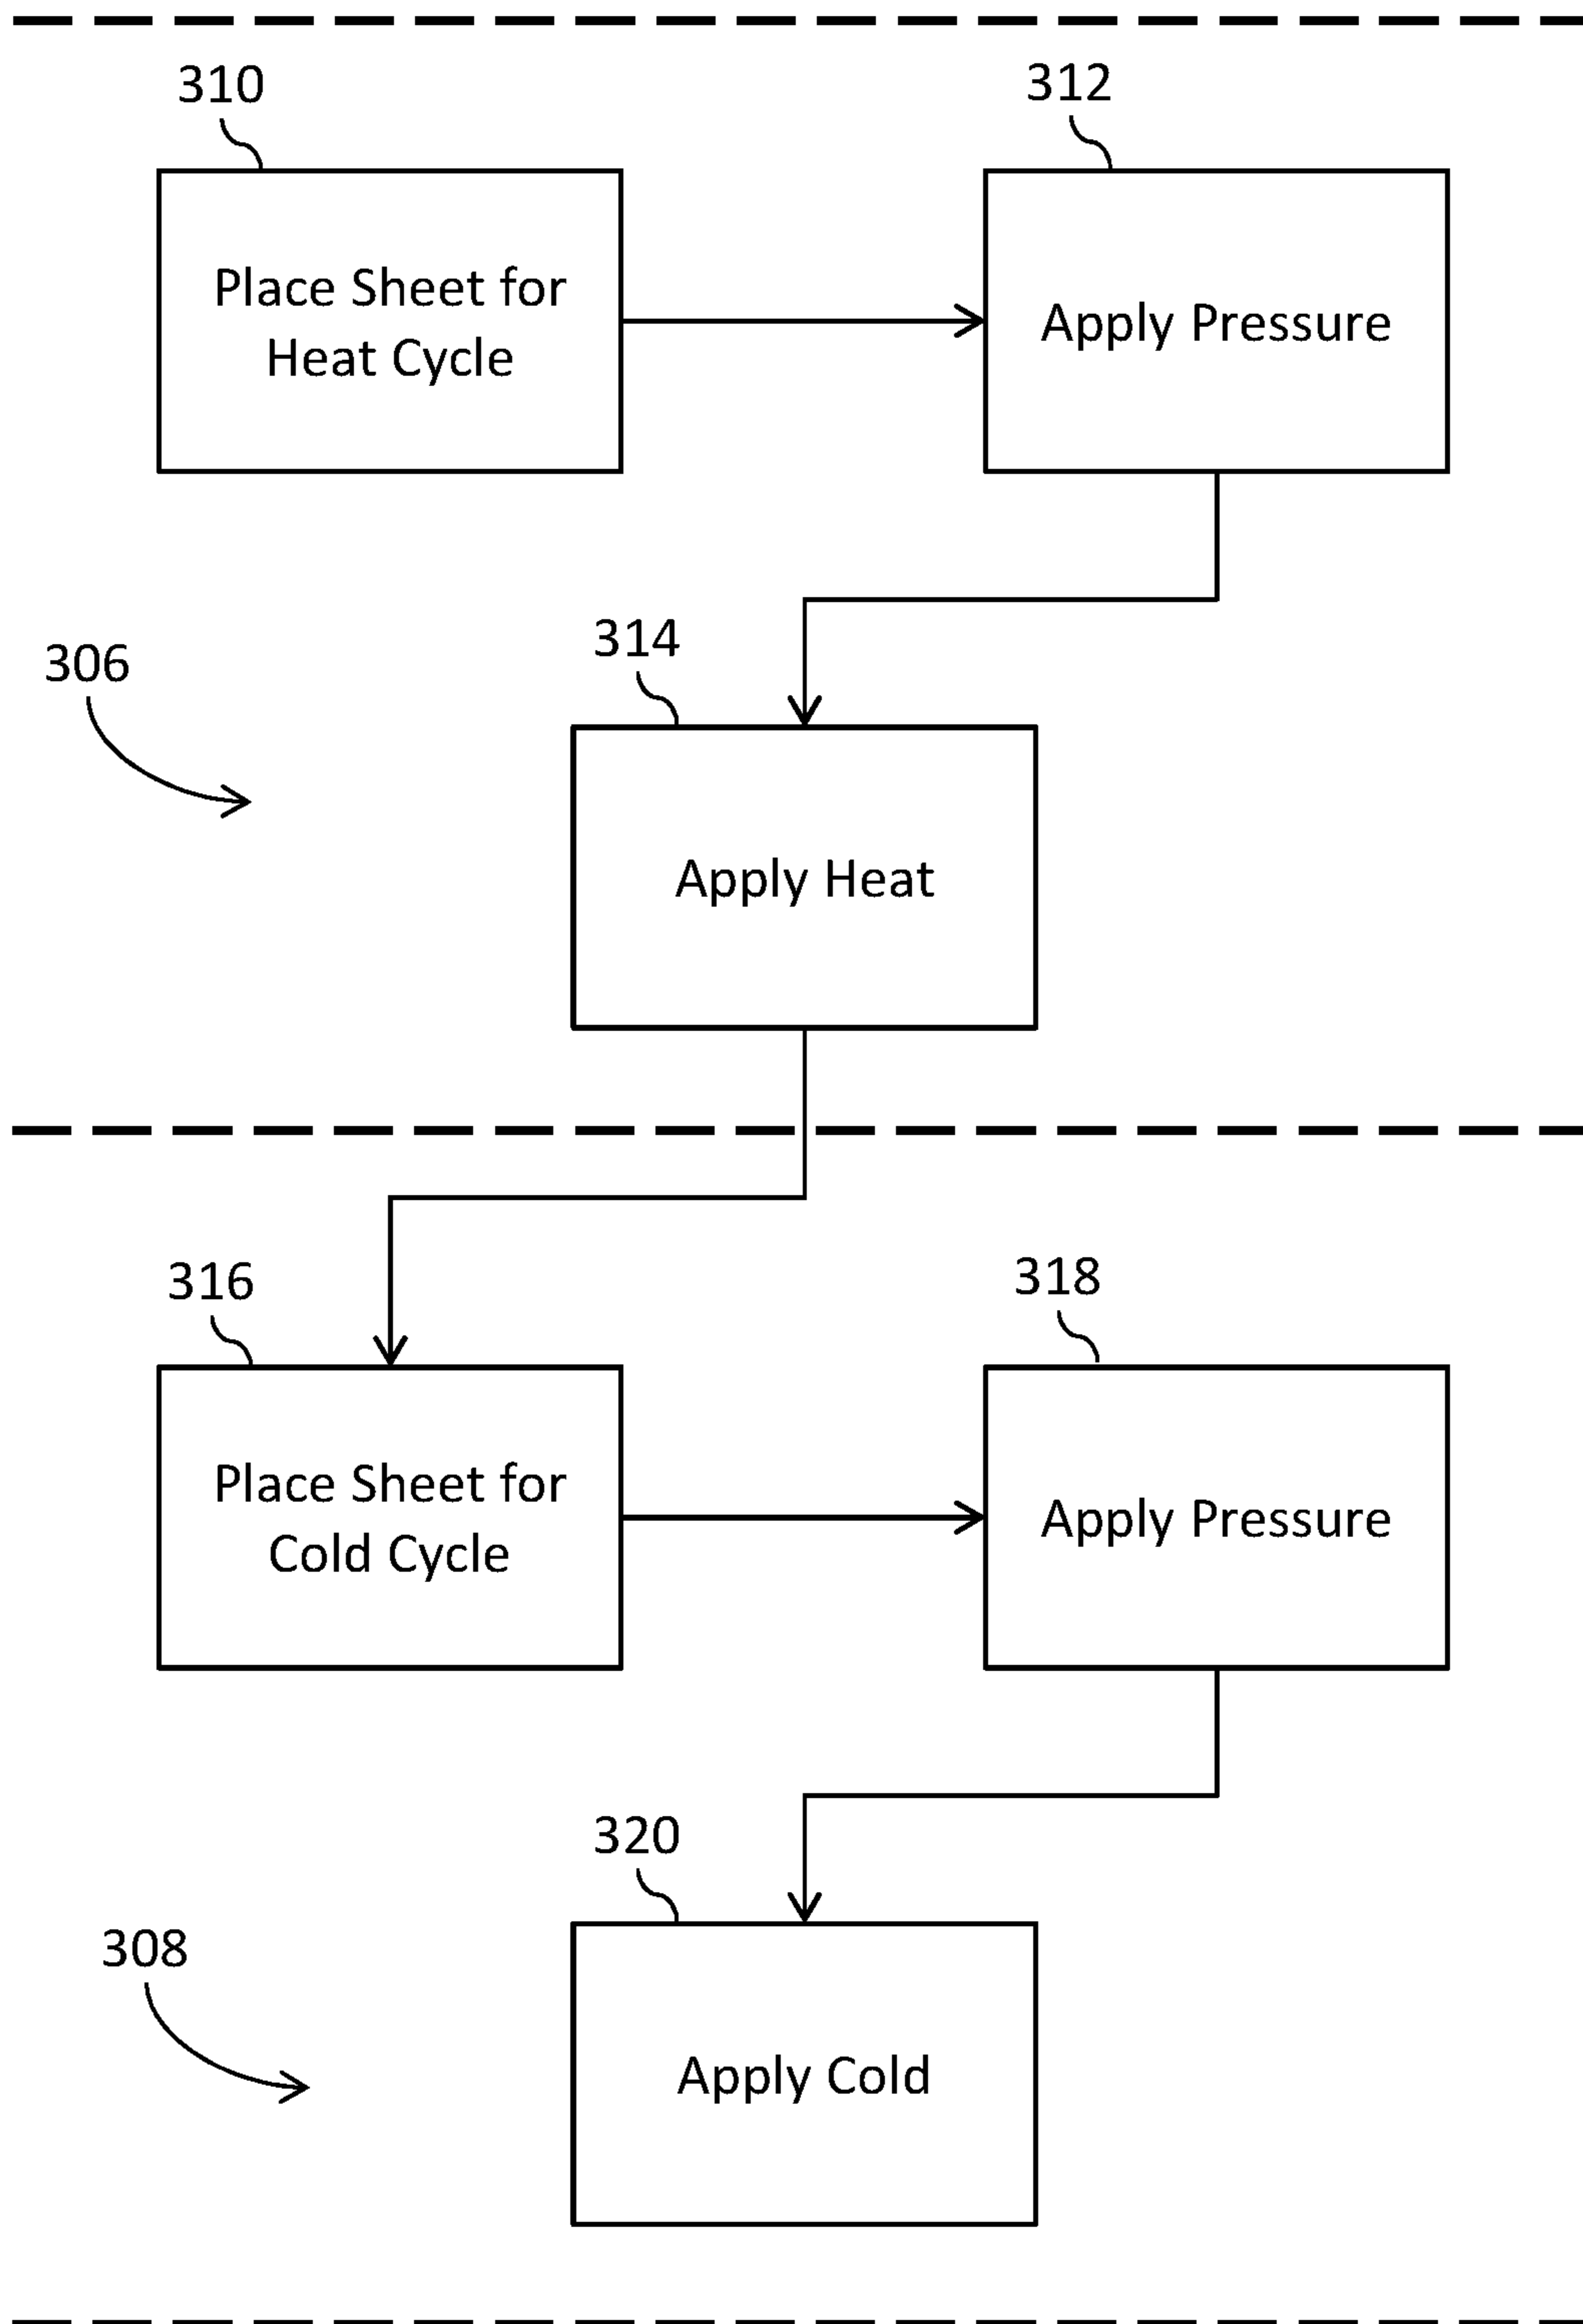 310
312
Place Sheet for
Heat Cycle
Apply Pressure
314
306
Apply Heat
316
318
Place Sheet for
Cold Cycle
Apply Pressure
320
308
Apply Cold